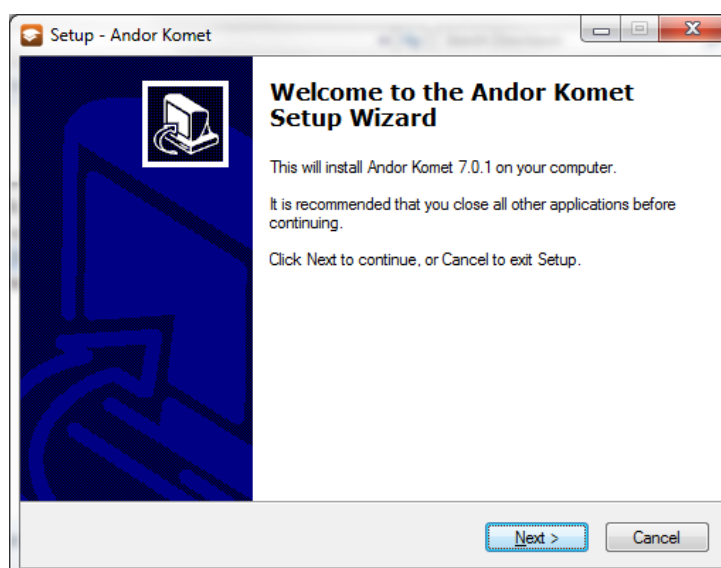 Setup - Andor Komet
Welcome to the Andor Komet
Setup Wizard
This will install Andor Komet 7.0.1 on your computer.
It is recommended that you close all other applications before
continuing.
Click Next to continue, or Cancel to exit Setup.
Next >
Cancel